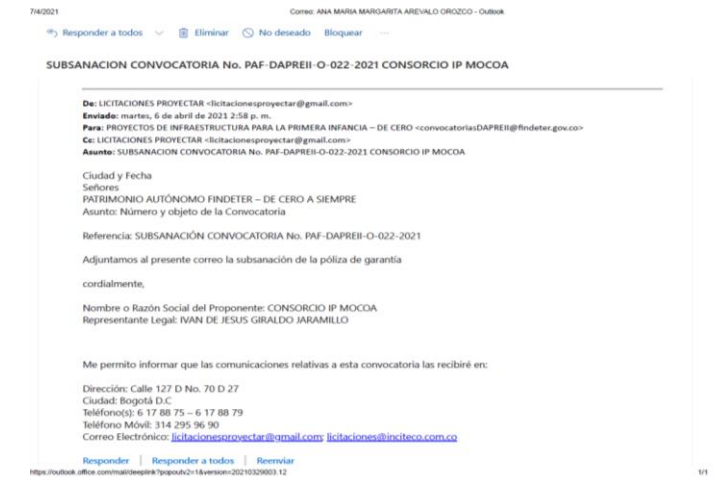 7/4/2021 Correo: ANA MARIA MARGARITA AREVALO OROZCO - Outlook
Responder a todos Eliminar No deseado Bloquear ...
SUBSANACION CONVOCATORIA No. PAF-DAPREII-O-022-2021 CONSORCIO IP MOCOA
De: LICITACIONES PROYECTAR <licitacionesproyectar@gmail.com>
Enviado: martes, 6 de abril de 2021 2:58 p. m.
Para: PROYECTOS DE INFRAESTRUCTURA PARA LA PRIMERA INFANCIA – DE CERO <convocatoriasDAPREII@findeter.gov.co>
Cc: LICITACIONES PROYECTAR <licitacionesproyectar@gmail.com>
Asunto: SUBSANACION CONVOCATORIA No. PAF-DAPREII-O-022-2021 CONSORCIO IP MOCOA
Ciudad y Fecha
Señores
PATRIMONIO AUTÓNOMO FINDETER – DE CERO A SIEMPRE
Asunto: Número y objeto de la Convocatoria
Referencia: SUBSANACIÓN CONVOCATORIA No. PAF-DAPREII-O-022-2021
Adjuntamos al presente correo la subsanación de la póliza de garantía
cordialmente,
Nombre o Razón Social del Proponente: CONSORCIO IP MOCOA
Representante Legal: IVAN DE JESUS GIRALDO JARAMILLO
Me permito informar que las comunicaciones relativas a esta convocatoria las recibiré en:
Dirección: Calle 127 D No. 70 D 27
Ciudad: Bogotá D.C
Teléfono(s): 6 17 88 75 – 6 17 88 79
Teléfono Móvil: 314 295 96 90
Correo Electrónico: licitacionesproyectar@gmail.com; licitaciones@inciteco.com.co
Responder | Responder a todos | Reenviar
https://outlook.office.com/mail/deeplink?popoutv2=1&version=20210329003.12 1/1